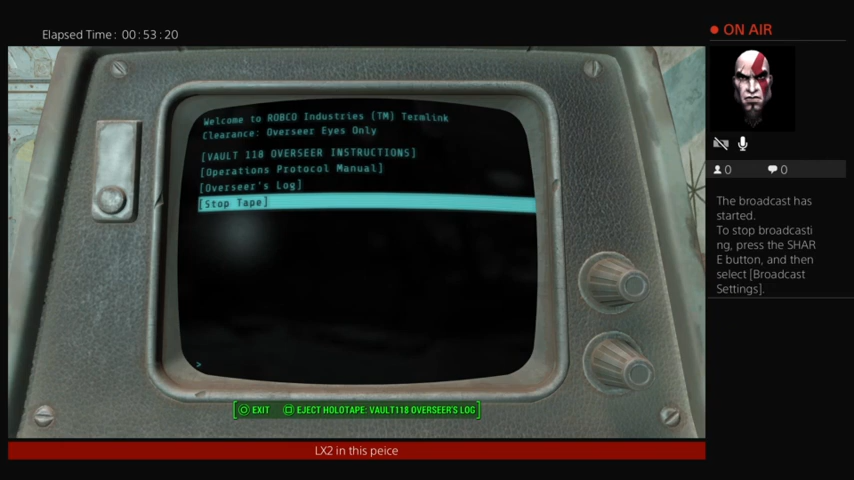 Elapsed Time: 00:53:20
ON AIR
Welcome to ROBCO Industries (TM) Termlink
Clearance: Overseer Eyes Only
[VAULT 118 OVERSEER INSTRUCTIONS]
[Operations Protocol Manual]
[Overseer's Log]
[Stop Tape]
>
EXIT EJECT HOLOTAPE: VAULT118 OVERSEER'S LOG
LX2 in this peice
0 0
The broadcast has
started.
To stop broadcasti
ng, press the SHAR
E button, and then
select [Broadcast
Settings].